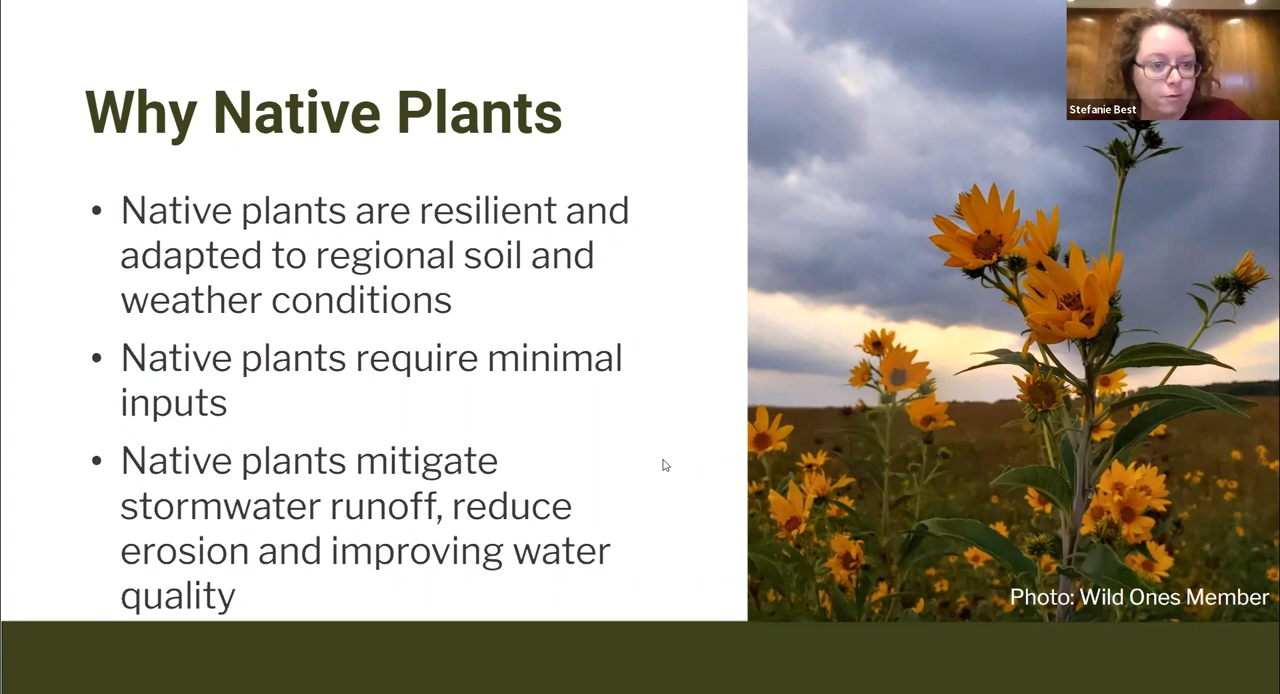 Why Native Plants
• Native plants are resilient and
adapted to regional soil and
weather conditions
• Native plants require minimal
inputs
• Native plants mitigate
stormwater runoff, reduce
erosion and improving water
quality
Stefanie Best
Photo: Wild Ones Member